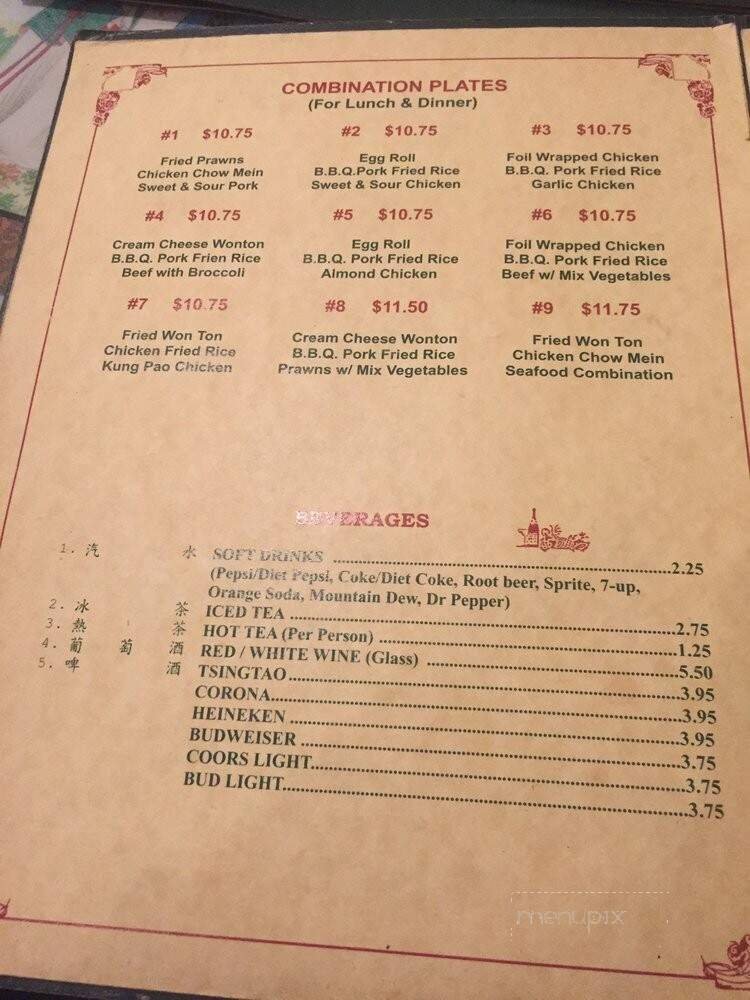 COMBINATION PLATES
(For Lunch & Dinner)
#1 $10.75 #2 $10.75 #3 $10.75
Fried Prawns Egg Roll Foil Wrapped Chicken
Chicken Chow Mein B.B.Q.Pork Fried Rice B.B.Q. Pork Fried Rice
Sweet & Sour Pork Sweet & Sour Chicken Garlic Chicken
#4 $10.75 #5 $10.75 #6 $10.75
Cream Cheese Wonton Egg Roll Foil Wrapped Chicken
B.B.Q. Pork Frien Rice B.B.Q. Pork Fried Rice B.B.Q. Pork Fried Rice
Beef with Broccoli Almond Chicken Beef w/ Mix Vegetables
#7 $10.75 #8 $11.50 #9 $11.75
Fried Won Ton Cream Cheese Wonton Fried Won Ton
Chicken Fried Rice B.B.Q. Pork Fried Rice Chicken Chow Mein
Kung Pao Chicken Prawns w/ Mix Vegetables Seafood Combination
BEVERAGES
1. 汽 水 SOFT DRINKS ...2.25
(Pepsi/Diet Pepsi, Coke/Diet Coke, Root beer, Sprite, 7-up,
Orange Soda, Mountain Dew, Dr Pepper)
2. 冰 茶 ICED TEA ...2.75
3. 熱 茶 HOT TEA (Per Person) ...1.25
4. 葡 萄 酒 RED / WHITE WINE (Glass) ...5.50
5. 啤 酒 TSINGTAO...3.95
CORONA...3.95
HEINEKEN ...3.95
BUDWEISER ...3.75
COORS LIGHT...3.75
BUD LIGHT...3.75
menupix